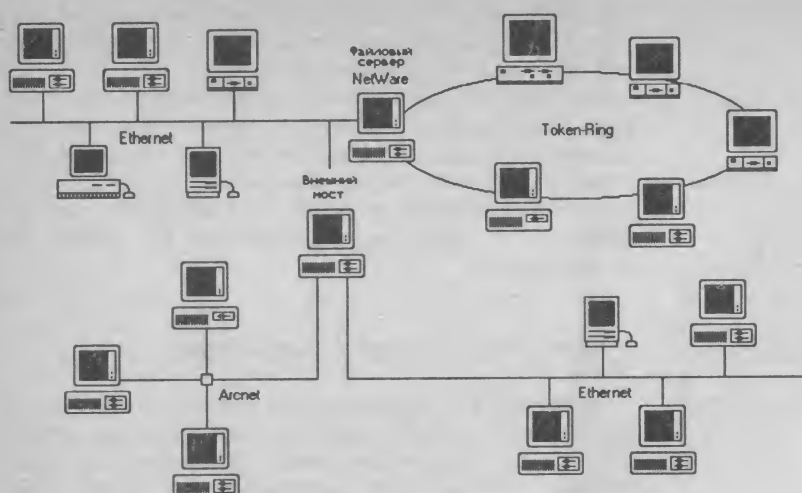 Файловый
сервер
NetWare
Ethernet
Token-Ring
Внешний
мост
Arcnet
Ethernet